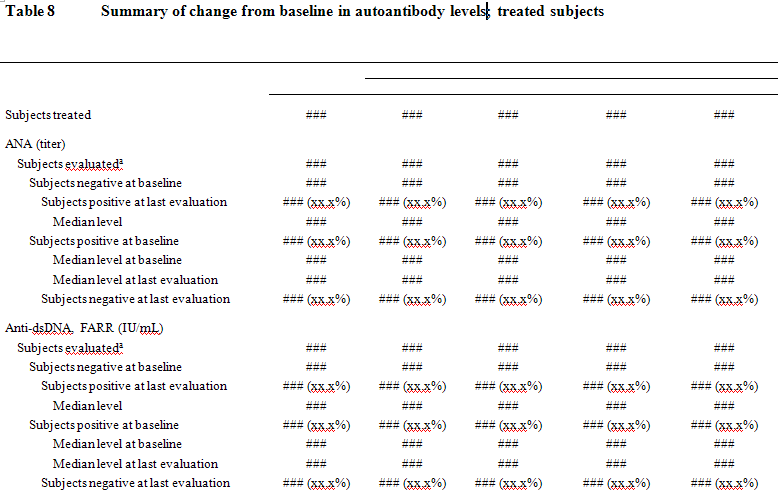 Table 8 Summary of change from baseline in autoantibody levels; treated subjects
Subjects treated ### ### ### ### ###
ANA (titer)
Subjects evaluatedª ### ### ### ### ###
Subjects negative at baseline ### ### ### ### ###
Subjects positive at last evaluation ### (xx.x%) ### (xx.x%) ### (xx.x%) ### (xx.x%) ### (xx.x%)
Median level ### ### ### ### ###
Subjects positive at baseline ### (xx.x%) ### (xx.x%) ### (xx.x%) ### (xx.x%) ### (xx.x%)
Median level at baseline ### ### ### ### ###
Median level at last evaluation ### ### ### ### ###
Subjects negative at last evaluation ### (xx.x%) ### (xx.x%) ### (xx.x%) ### (xx.x%) ### (xx.x%)
Anti-dsDNA, FARR (IU/mL)
Subjects evaluatedª ### ### ### ### ###
Subjects negative at baseline ### ### ### ### ###
Subjects positive at last evaluation ### (xx.x%) ### (xx.x%) ### (xx.x%) ### (xx.x%) ### (xx.x%)
Median level ### ### ### ### ###
Subjects positive at baseline ### (xx.x%) ### (xx.x%) ### (xx.x%) ### (xx.x%) ### (xx.x%)
Median level at baseline ### ### ### ### ###
Median level at last evaluation ### ### ### ### ###
Subjects negative at last evaluation ### (xx.x%) ### (xx.x%) ### (xx.x%) ### (xx.x%) ### (xx.x%)